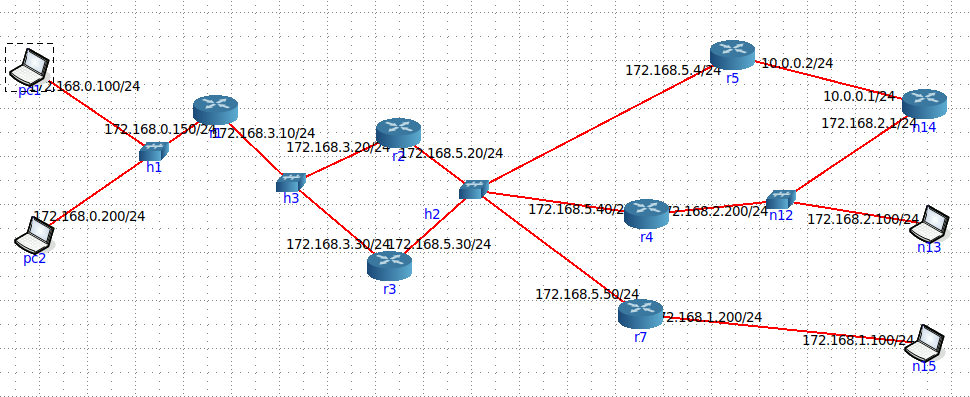 r5
10.0.0.2/24
172.168.5.4/24
pc1
172.168.0.100/24
10.0.0.1/24
n14
172.168.2.1/24
172.168.0.150/24
172.168.3.10/24
172.168.3.20/24
r2
172.168.5.20/24
h1
h3
h2
172.168.5.40/2
2.168.2.200/24
n12
172.168.2.100/24
172.168.0.200/24
r4
n13
pc2
172.168.3.30/24
172.168.5.30/24
r3
172.168.5.50/24
2.168.1.200/24
r7
172.168.1.100/24
n15